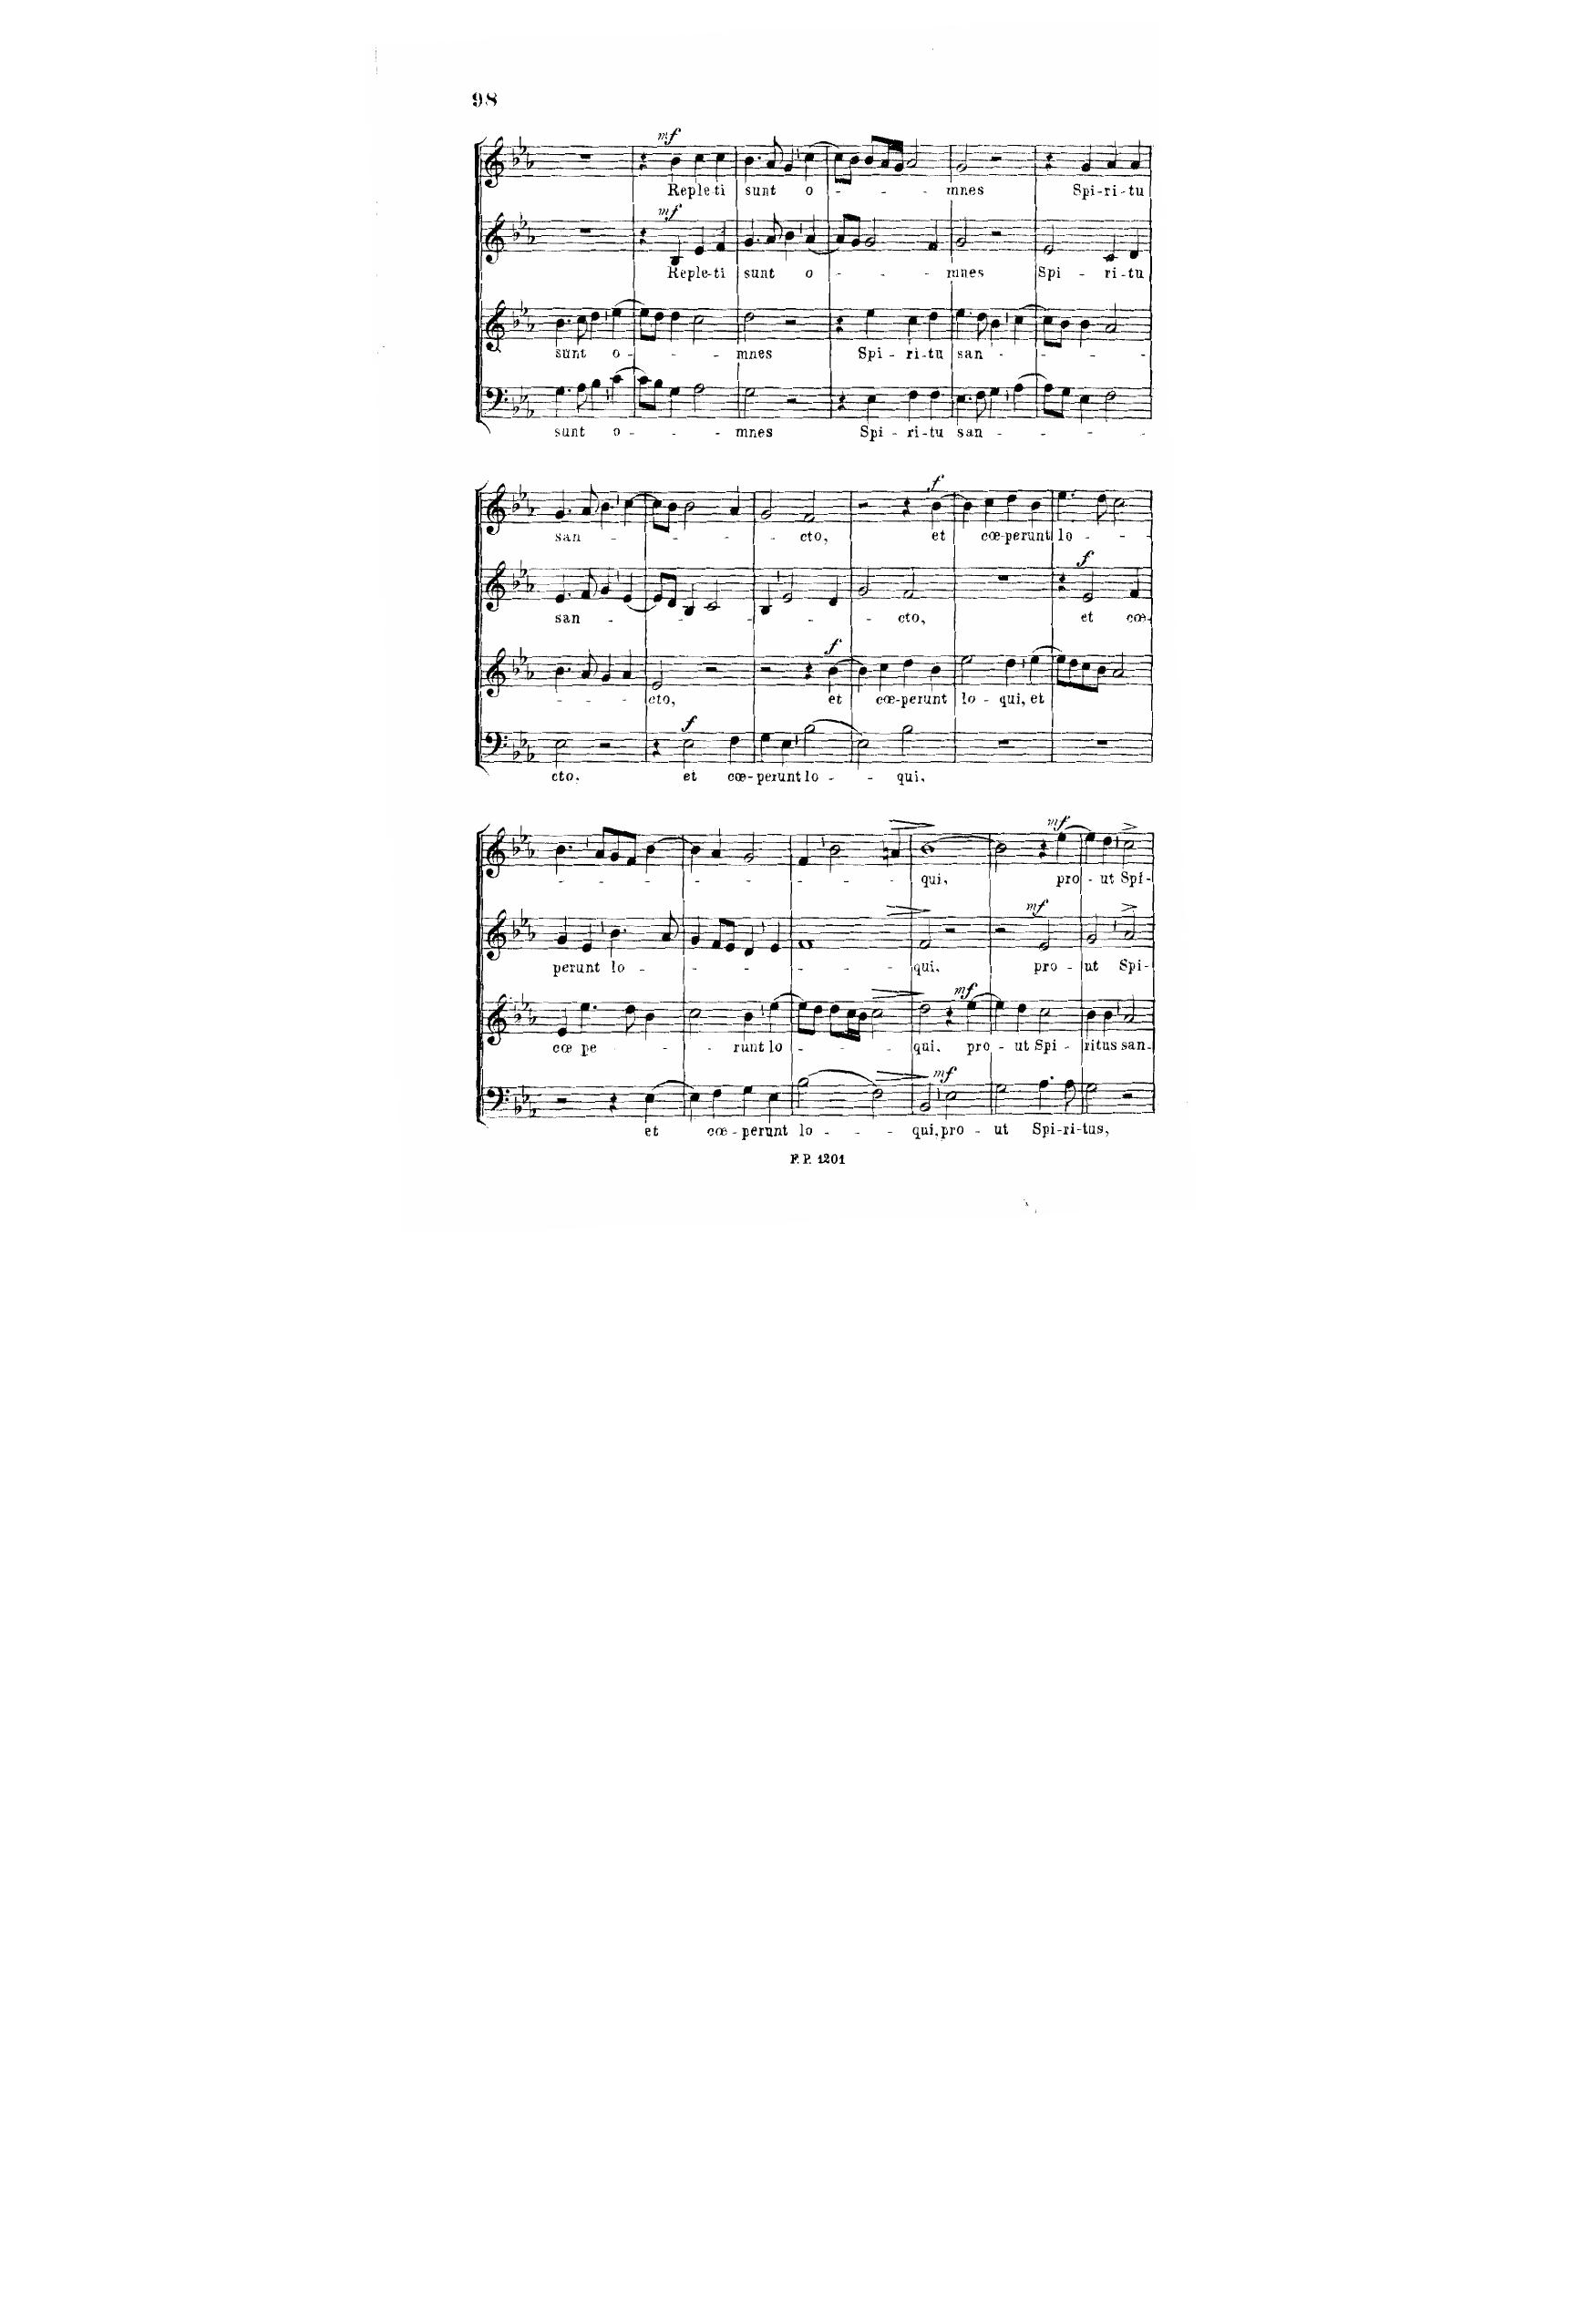 98
mf
Reple-ti sunt o - - - - mnes Spi-ri-tu
mf
Reple-ti sunt o - - - - mnes Spi - ri-tu
sunt o - - - - mnes Spi - ri-tu san - - - - -
sunt o - - - - mnes Spi - ri-tu san - - - - -
f
san - - - - - cto, et cœ-perunt lo - - -
f
san - - - - - - - cto, et cœ-
f
- - - - cto, et cœ-perunt lo - qui, et
f
cto. et cœ-perunt lo - - qui.
mf
- - - - - - - - - - - qui, pro - ut Spi-
mf
perunt lo - - - - - - - - qui. pro - ut Spi-
mf
cœ pe - - - - runt lo - - - - - qui. pro - ut Spi - ritus san-
mf
et cœ - perunt lo - - - qui, pro - ut Spi-ri-tus,
F. P. 1201